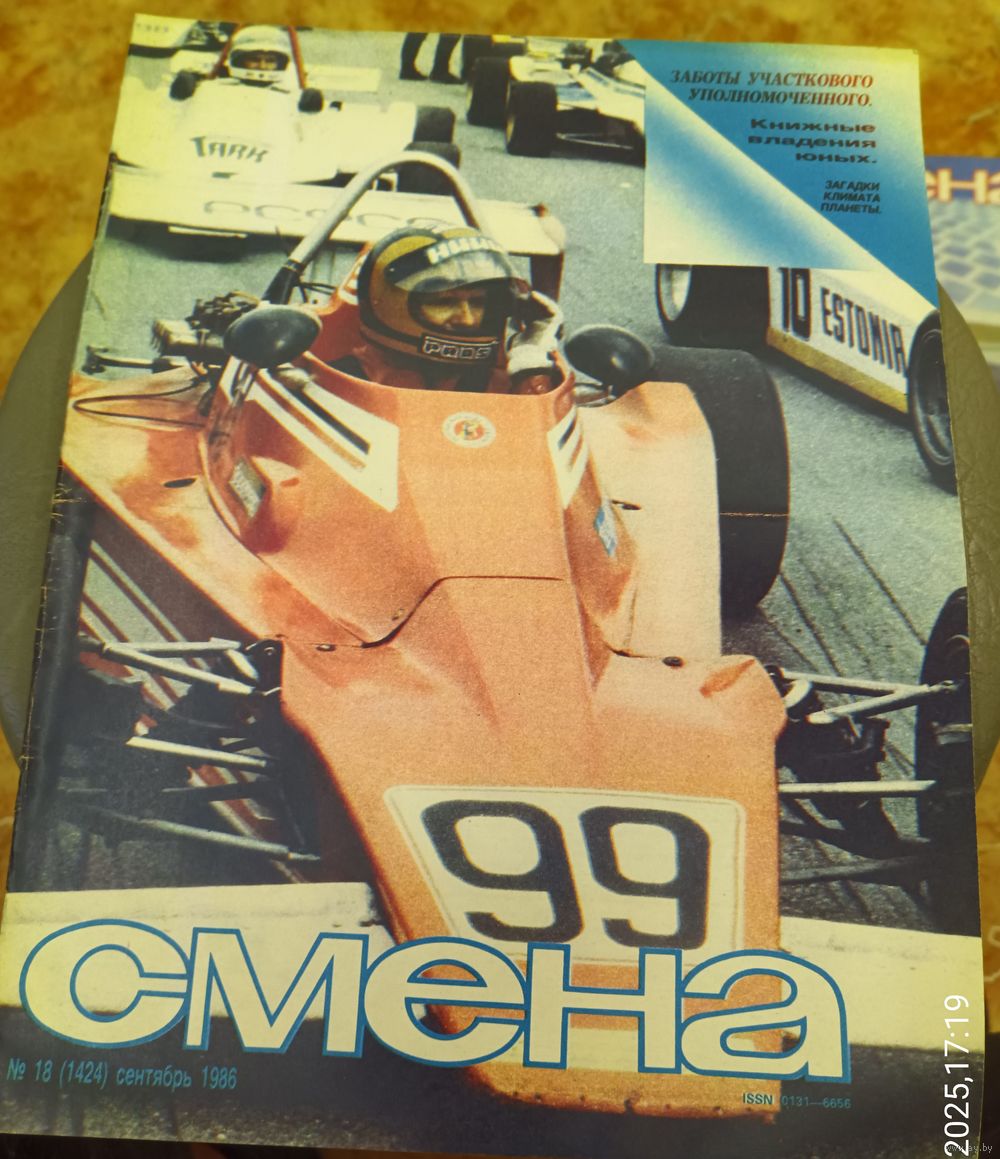 ЗАБОТЫ УЧАСТКОВОГО
УПОЛНОМОЧЕННОГО.
Книжные
владения
юных.
ЗАГАДКИ
КЛИМАТА
ПЛАНЕТЫ.
TARK
10 ESTONIA
99
смена
№ 18 (1424) сентябрь 1986
ISSN 0131—6656
2025,17:19